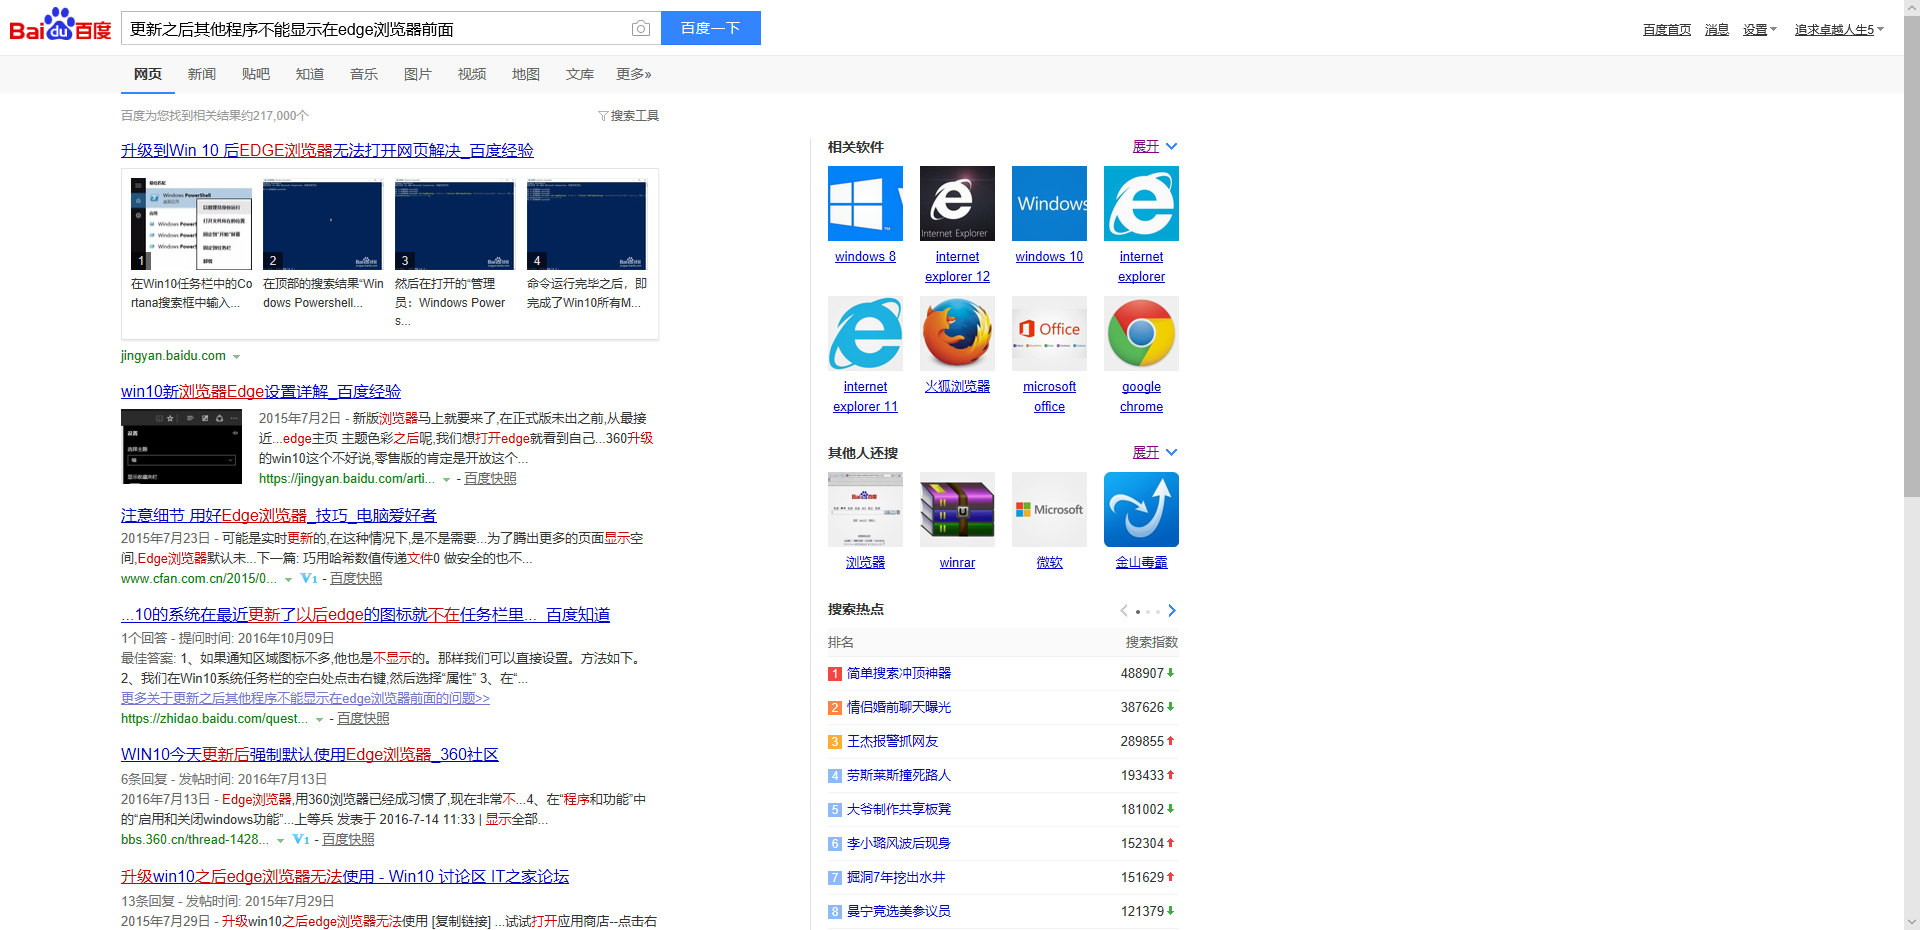 Baidu百度
更新之后其他程序不能显示在edge浏览器前面
百度一下
百度首页 消息 设置 追求卓越人生5
网页 新闻 贴吧 知道 音乐 图片 视频 地图 文库 更多»
百度为您找到相关结果约217,000个
搜索工具
升级到Win 10 后EDGE浏览器无法打开网页解决_百度经验
1 2 3 4
在Win10任务栏中的Cortana搜索框中输入...
在顶部的搜索结果“Windows Powershell...
然后在打开的“管理员：Windows Powers...
命令运行完毕之后，即完成了Win10所有M...
jingyan.baidu.com
win10新浏览器Edge设置详解_百度经验
2015年7月2日 - 新版浏览器马上就要来了,在正式版未出之前,从最接
近...edge主页 主题色彩之后呢,我们想打开edge就看到自己...360升级
的win10这个不好说,零售版的肯定是开放这个...
https://jingyan.baidu.com/arti... - 百度快照
注意细节 用好Edge浏览器_技巧_电脑爱好者
2015年7月23日 - 可能是实时更新的,在这种情况下,是不是需要...为了腾出更多的页面显示空
间,Edge浏览器默认未...下一篇: 巧用哈希数值传递文件0 做安全的也不...
www.cfan.com.cn/2015/0... V1 - 百度快照
...10的系统在最近更新了以后edge的图标就不在任务栏里..._百度知道
1个回答 - 提问时间: 2016年10月09日
最佳答案: 1、如果通知区域图标不多,他也是不显示的。那样我们可以直接设置。方法如下。
2、我们在Win10系统任务栏的空白处点击右键,然后选择“属性” 3、在“...
更多关于更新之后其他程序不能显示在edge浏览器前面的问题>>
https://zhidao.baidu.com/quest... - 百度快照
WIN10今天更新后强制默认使用Edge浏览器_360社区
6条回复 - 发帖时间: 2016年7月13日
2016年7月13日 - Edge浏览器,用360浏览器已经成习惯了,现在非常不...4、在“程序和功能”中
的“启用和关闭windows功能”...上等兵 发表于 2016-7-14 11:33 | 显示全部...
bbs.360.cn/thread-1428... V1 - 百度快照
升级win10之后edge浏览器无法使用 - Win10 讨论区 IT之家论坛
13条回复 - 发帖时间: 2015年7月29日
2015年7月29日 - 升级win10之后edge浏览器无法使用 [复制链接] ...试试打开应用商店--点击右
相关软件 展开
Internet Explorer
Windows
windows 8
internet explorer 12
windows 10
internet explorer
Office
internet explorer 11
火狐浏览器
microsoft office
google chrome
其他人还搜 展开
Microsoft
浏览器 winrar 微软 金山毒霸
搜索热点
排名 搜索指数
1 简单搜索冲顶神器 488907
2 情侣婚前聊天曝光 387626
3 王杰报警抓网友 289855
4 劳斯莱斯撞死路人 193433
5 大爷制作共享板凳 181002
6 李小璐风波后现身 152304
7 掘洞7年挖出水井 151629
8 曼宁竟选美参议员 121379